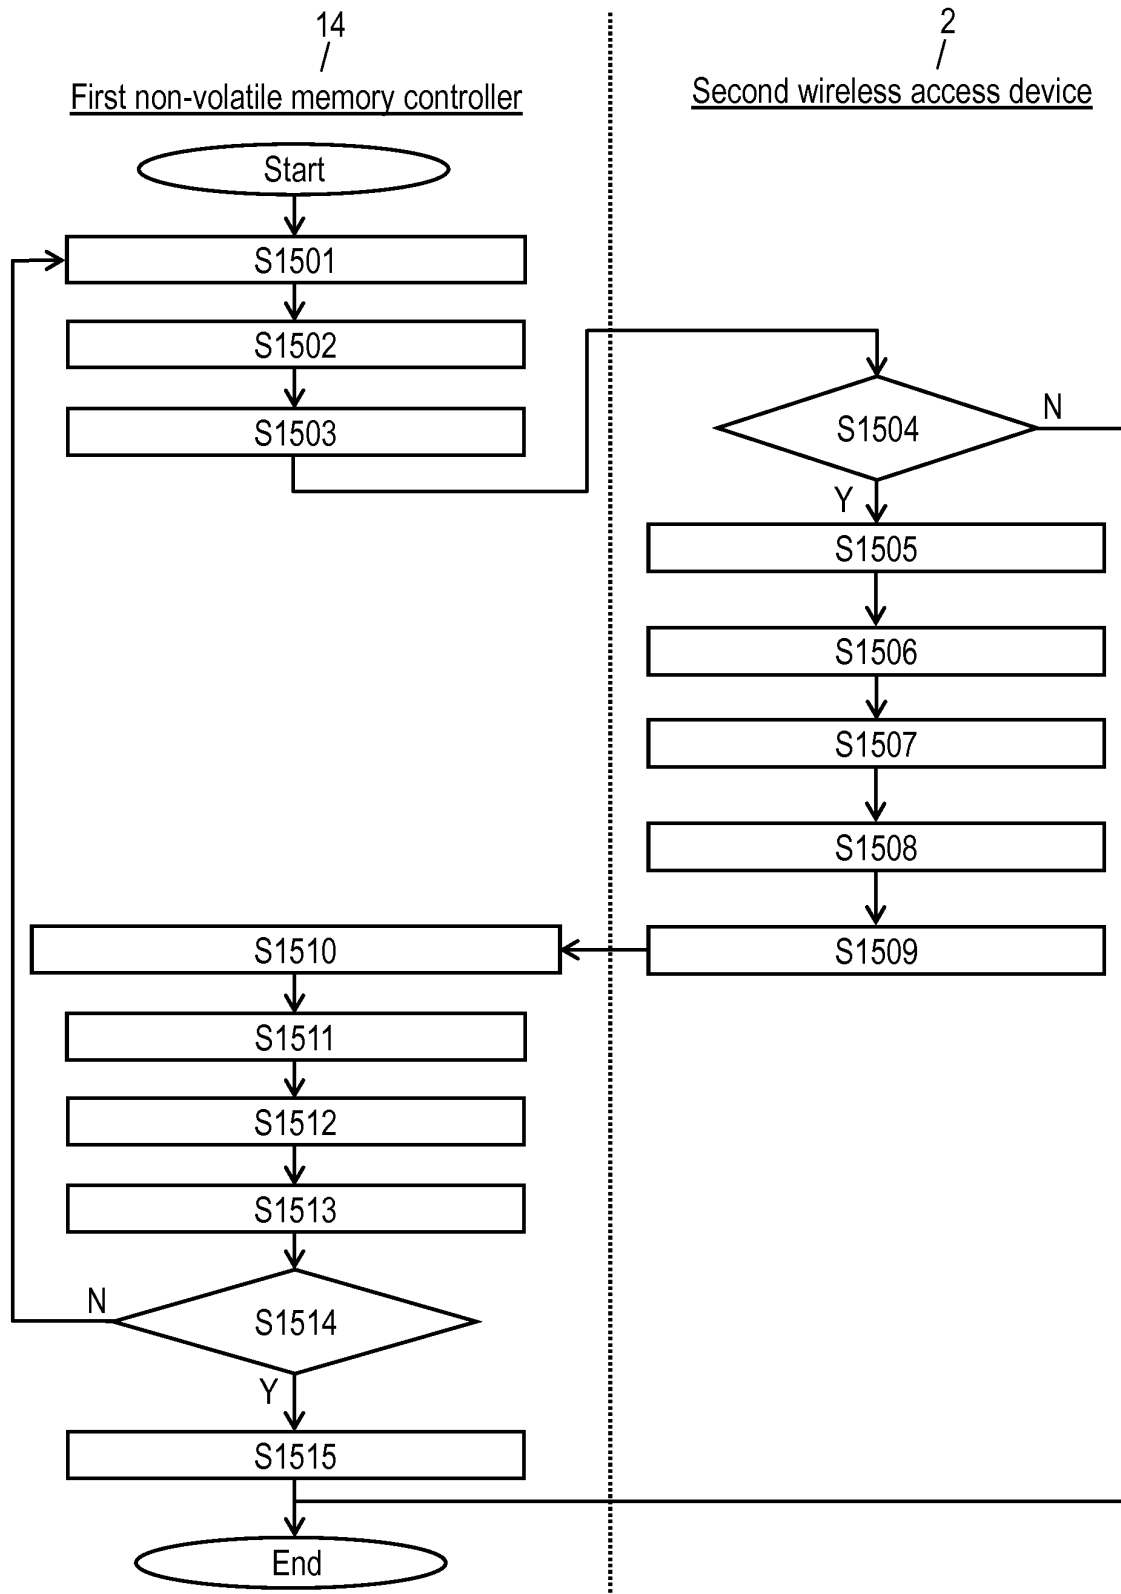 14
First non-volatile memory controller
2
Second wireless access device
Start
S1501
S1502
S1503
S1504
N
Y
S1505
S1506
S1507
S1508
S1509
S1510
S1511
S1512
S1513
S1514
N
Y
S1515
End